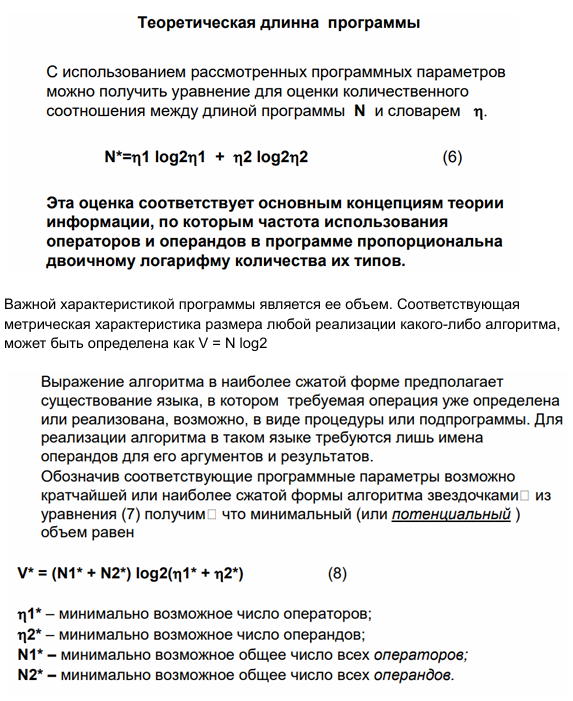 Теоретическая длинна программы
С использованием рассмотренных программных параметров
можно получить уравнение для оценки количественного
соотношения между длиной программы N и словарем η.
N*=η1 log2η1 + η2 log2η2 (6)
Эта оценка соответствует основным концепциям теории
информации, по которым частота использования
операторов и операндов в программе пропорциональна
двоичному логарифму количества их типов.
Важной характеристикой программы является ее объем. Соответствующая
метрическая характеристика размера любой реализации какого-либо алгоритма,
может быть определена как V = N log2
Выражение алгоритма в наиболее сжатой форме предполагает
существование языка, в котором требуемая операция уже определена
или реализована, возможно, в виде процедуры или подпрограммы. Для
реализации алгоритма в таком языке требуются лишь имена
операндов для его аргументов и результатов.
Обозначив соответствующие программные параметры возможно
кратчайшей или наиболее сжатой формы алгоритма звездочками□ из
уравнения (7) получим□ что минимальный (или потенциальный )
объем равен
V* = (N1* + N2*) log2(η1* + η2*) (8)
η1* – минимально возможное число операторов;
η2* – минимально возможное число операндов;
N1* – минимально возможное общее число всех операторов;
N2* – минимально возможное общее число всех операндов.